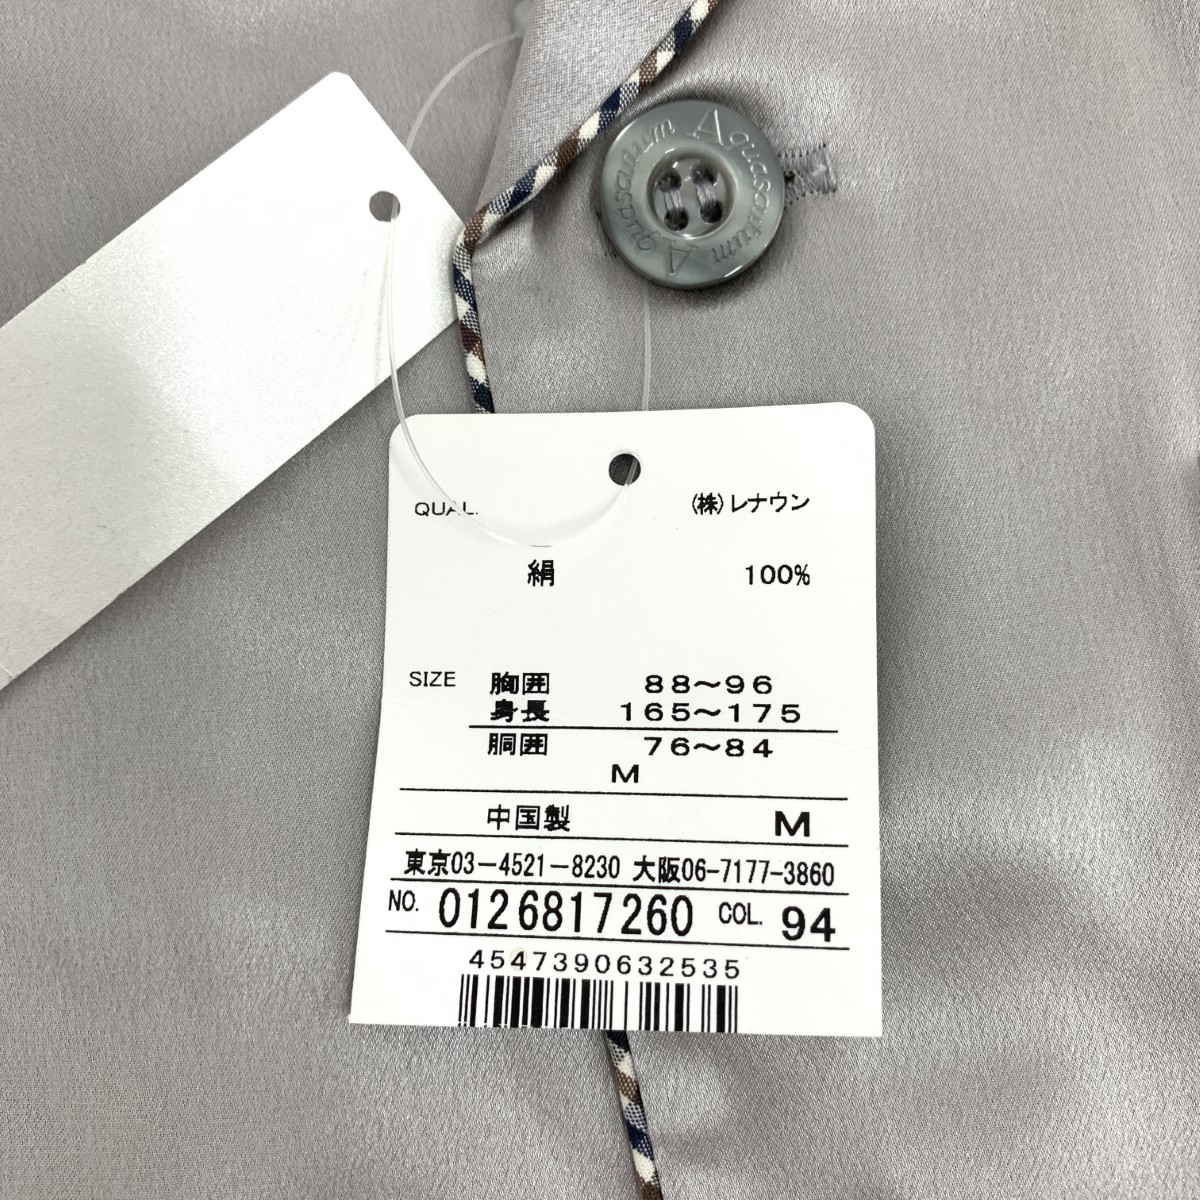 Aquasautum
Aquasautum
QUAL.
(株)レナウン
絹 100%
SIZE 胸囲 88～96
身長 165～175
胴囲 76～84
M
中国製 M
東京03-4521-8230 大阪06-7177-3860
NO. 0126817260 COL. 94
4547390632535